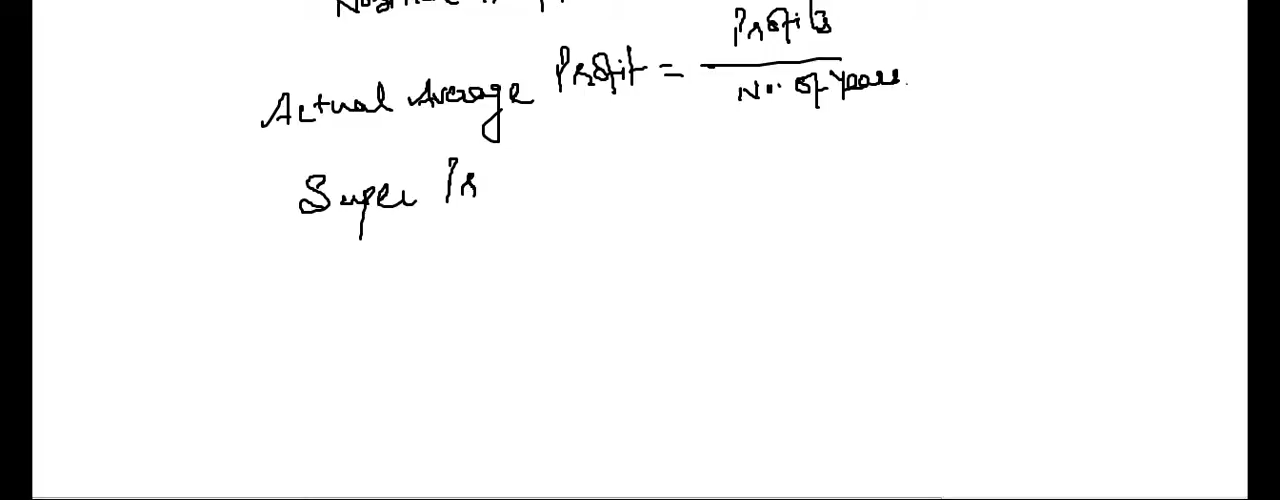 Profits
Actual Average Profit = ―――
No. of Years.
Super Pr